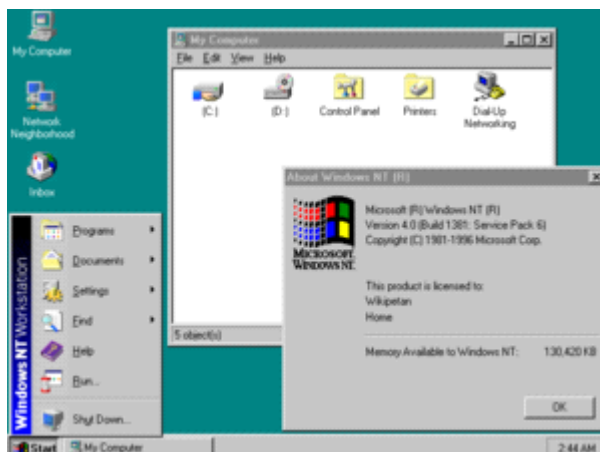 My Computer
Network
Neighborhood
Inbox
My Computer
File Edit View Help
(C:)
(D:)
Control Panel
Printers
Dial-Up
Networking
5 object(s)
About Windows NT (R)
MICROSOFT
WINDOWS NT
Microsoft (R) Windows NT (R)
Version 4.0 (Build 1381: Service Pack 6)
Copyright (C) 1981-1996 Microsoft Corp.
This product is licensed to:
Wikipetan
Home
Memory Available to Windows NT: 130,420 KB
OK
Windows NT Workstation
Programs
Documents
Settings
Find
Help
Run...
Shut Down...
Start
My Computer
2:44 AM